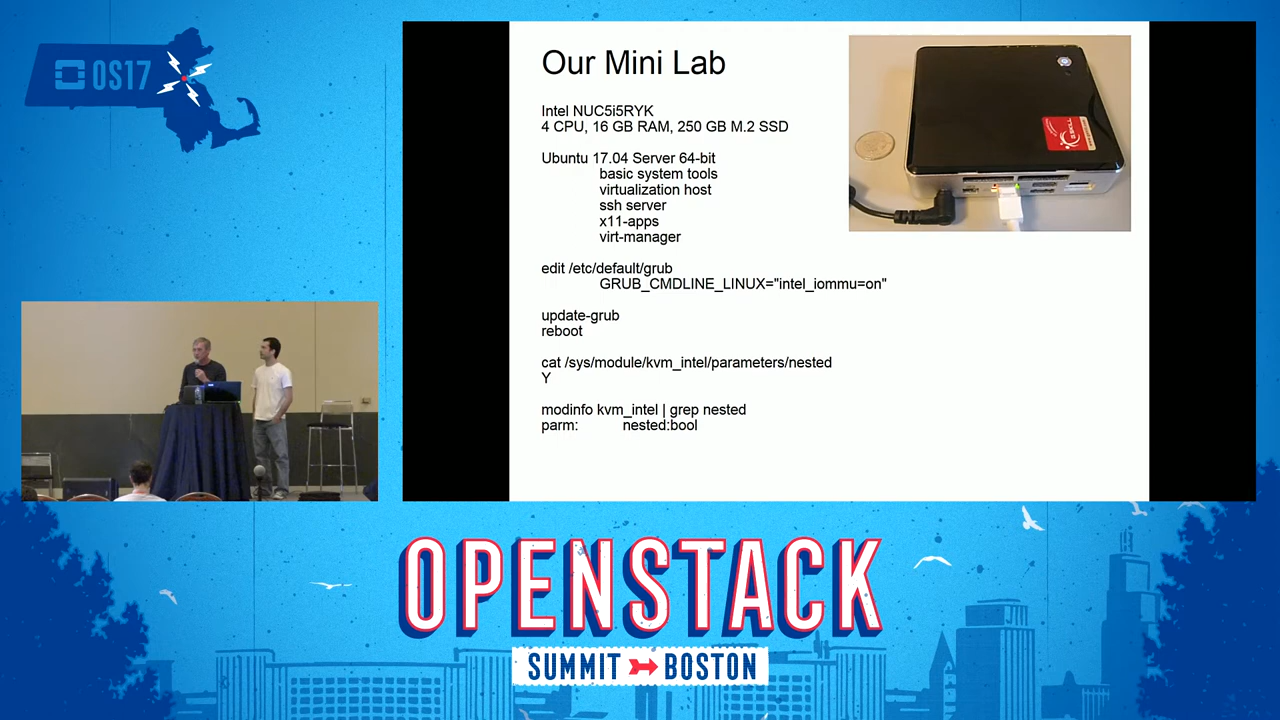 OS17
Our Mini Lab
Intel NUC5i5RYK
4 CPU, 16 GB RAM, 250 GB M.2 SSD
Ubuntu 17.04 Server 64-bit
basic system tools
virtualization host
ssh server
x11-apps
virt-manager
edit /etc/default/grub
GRUB_CMDLINE_LINUX="intel_iommu=on"
update-grub
reboot
cat /sys/module/kvm_intel/parameters/nested
Y
modinfo kvm_intel | grep nested
parm: nested:bool
G.SKILL
OPENSTACK
SUMMIT BOSTON